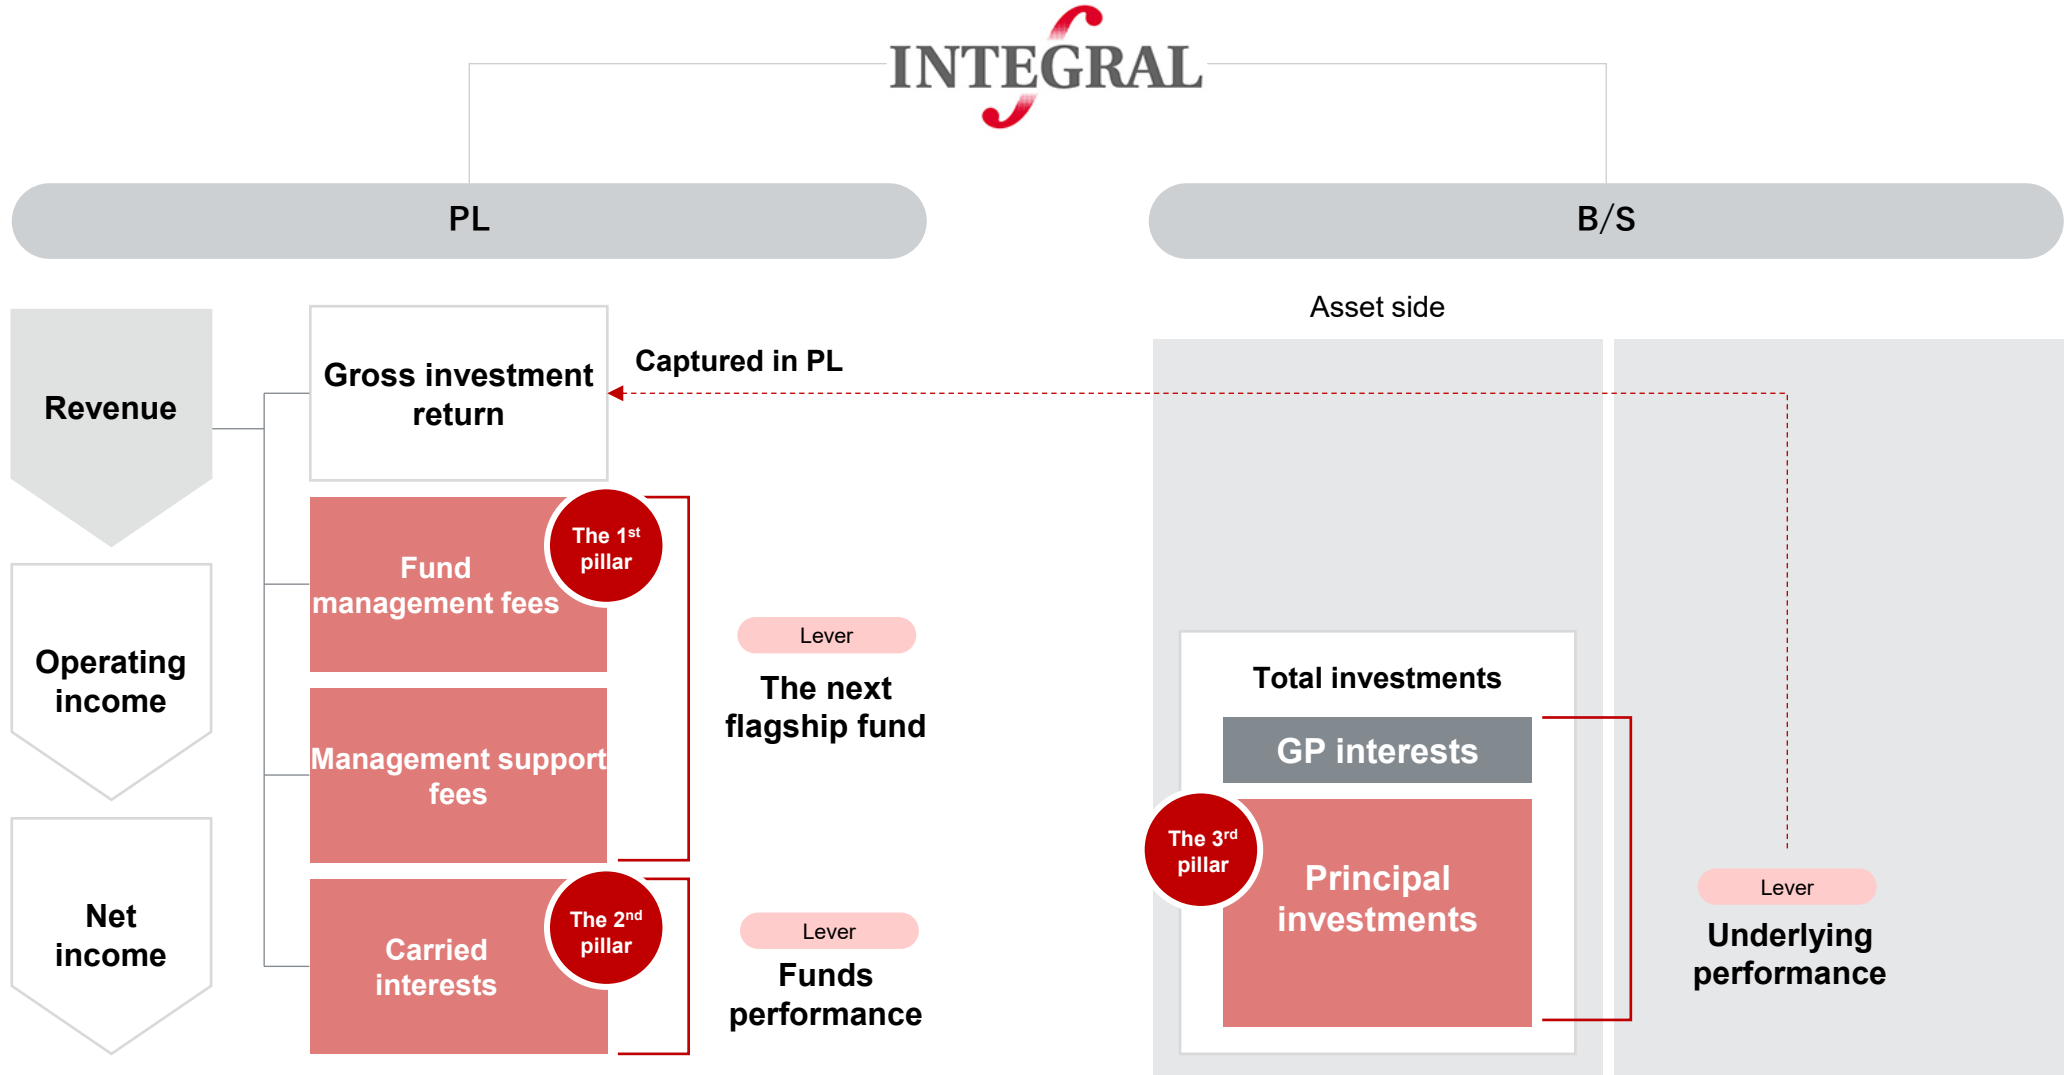 INTEGRAL
PL
B/S
Revenue
Operating
income
Net
income
Gross investment
return
Captured in PL
Fund
management fees
The 1st
pillar
Management support
fees
Lever
The next
flagship fund
Carried
interests
The 2nd
pillar
Lever
Funds
performance
Asset side
Total investments
GP interests
The 3rd
pillar
Principal
investments
Lever
Underlying
performance